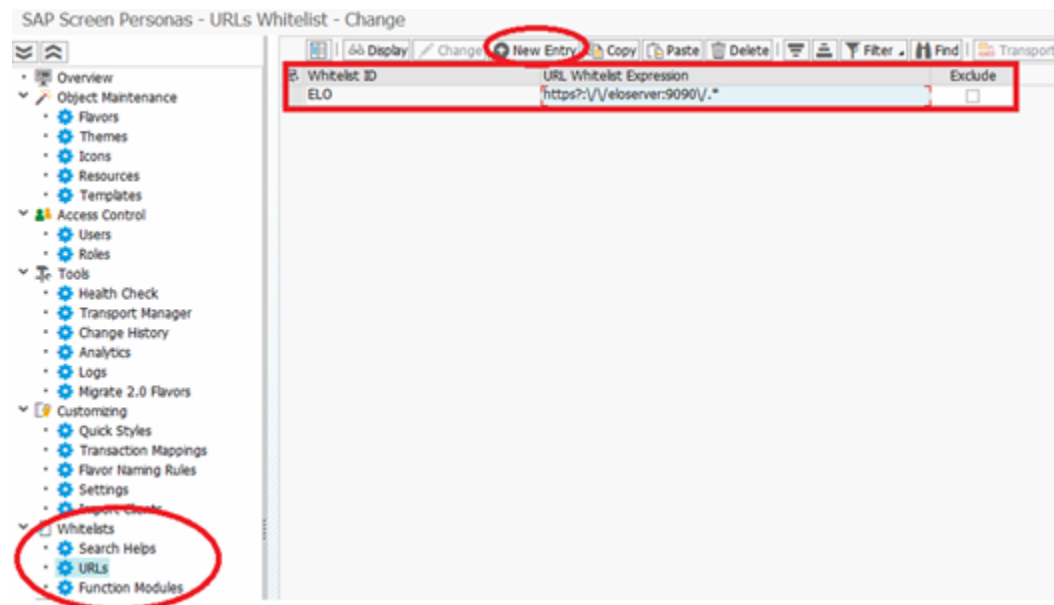 SAP Screen Personas - URLs Whitelist - Change
Display Change New Entry Copy Paste Delete Filter Find Transport
Whitelist ID URL Whitelist Expression Exclude
ELO https?:\/\/eloserver:9090\/.*
Overview
Object Maintenance
Flavors
Themes
Icons
Resources
Templates
Access Control
Users
Roles
Tools
Health Check
Transport Manager
Change History
Analytics
Logs
Migrate 2.0 Flavors
Customizing
Quick Styles
Transaction Mappings
Flavor Naming Rules
Settings
Import Clients
Whitelists
Search Helps
URLs
Function Modules